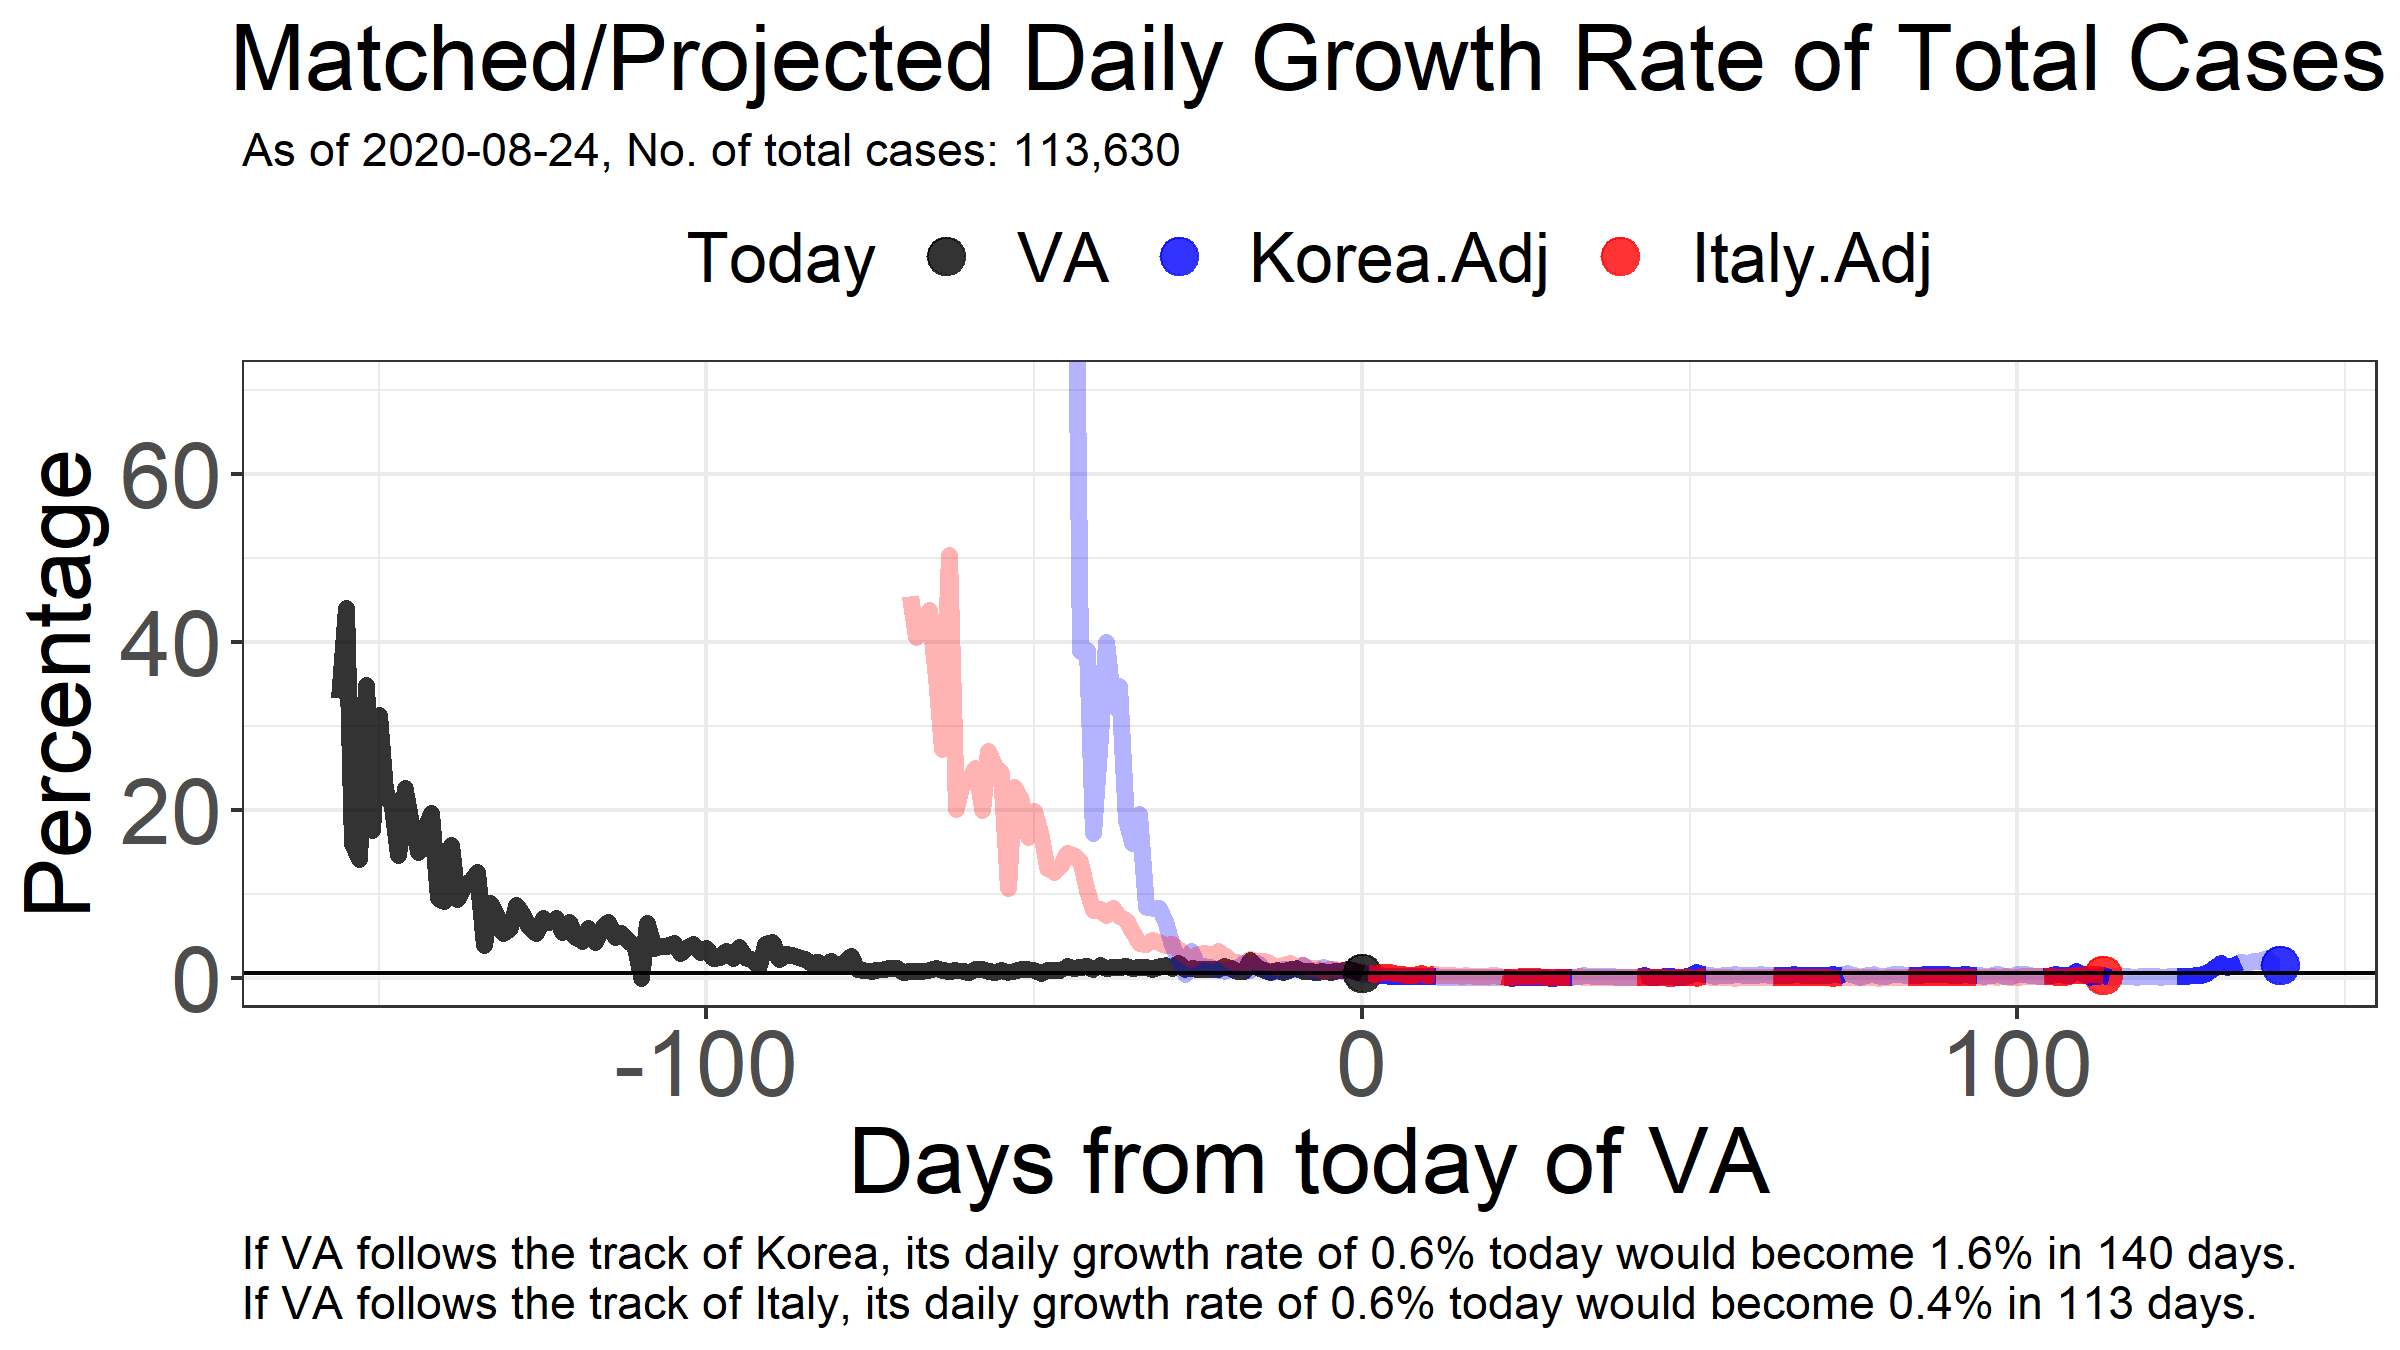 Matched/Projected Daily Growth Rate of Total Cases
As of 2020-08-24, No. of total cases: 113,630
Today VA Korea.Adj Italy.Adj
Percentage
60
40
20
0
-100 0 100
Days from today of VA
If VA follows the track of Korea, its daily growth rate of 0.6% today would become 1.6% in 140 days.
If VA follows the track of Italy, its daily growth rate of 0.6% today would become 0.4% in 113 days.